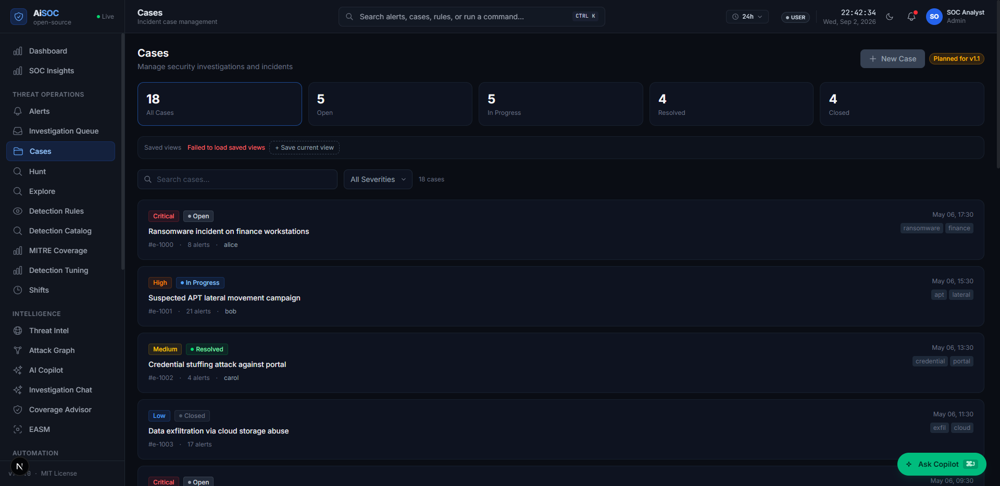 AiSOC
open-source
Live
Cases
Incident case management
Search alerts, cases, rules, or run a command...
CTRL K
24h
USER
22:42:34
Wed, Sep 2, 2026
SO
SOC Analyst
Admin
Dashboard
SOC Insights
THREAT OPERATIONS
Alerts
Investigation Queue
Cases
Hunt
Explore
Detection Rules
Detection Catalog
MITRE Coverage
Detection Tuning
Shifts
INTELLIGENCE
Threat Intel
Attack Graph
AI Copilot
Investigation Chat
Coverage Advisor
EASM
AUTOMATION
N
· MIT License
Cases
Manage security investigations and incidents
+ New Case
Planned for v1.1
18
All Cases
5
Open
5
In Progress
4
Resolved
4
Closed
Saved views Failed to load saved views + Save current view
Search cases...
All Severities
18 cases
Critical Open
Ransomware incident on finance workstations
#e-1000 · 8 alerts · alice
May 06, 17:30
ransomware finance
High In Progress
Suspected APT lateral movement campaign
#e-1001 · 21 alerts · bob
May 06, 15:30
apt lateral
Medium Resolved
Credential stuffing attack against portal
#e-1002 · 4 alerts · carol
May 06, 13:30
credential portal
Low Closed
Data exfiltration via cloud storage abuse
#e-1003 · 17 alerts
May 06, 11:30
exfil cloud
Critical Open
May 06, 09:30
Ask Copilot ⌘J